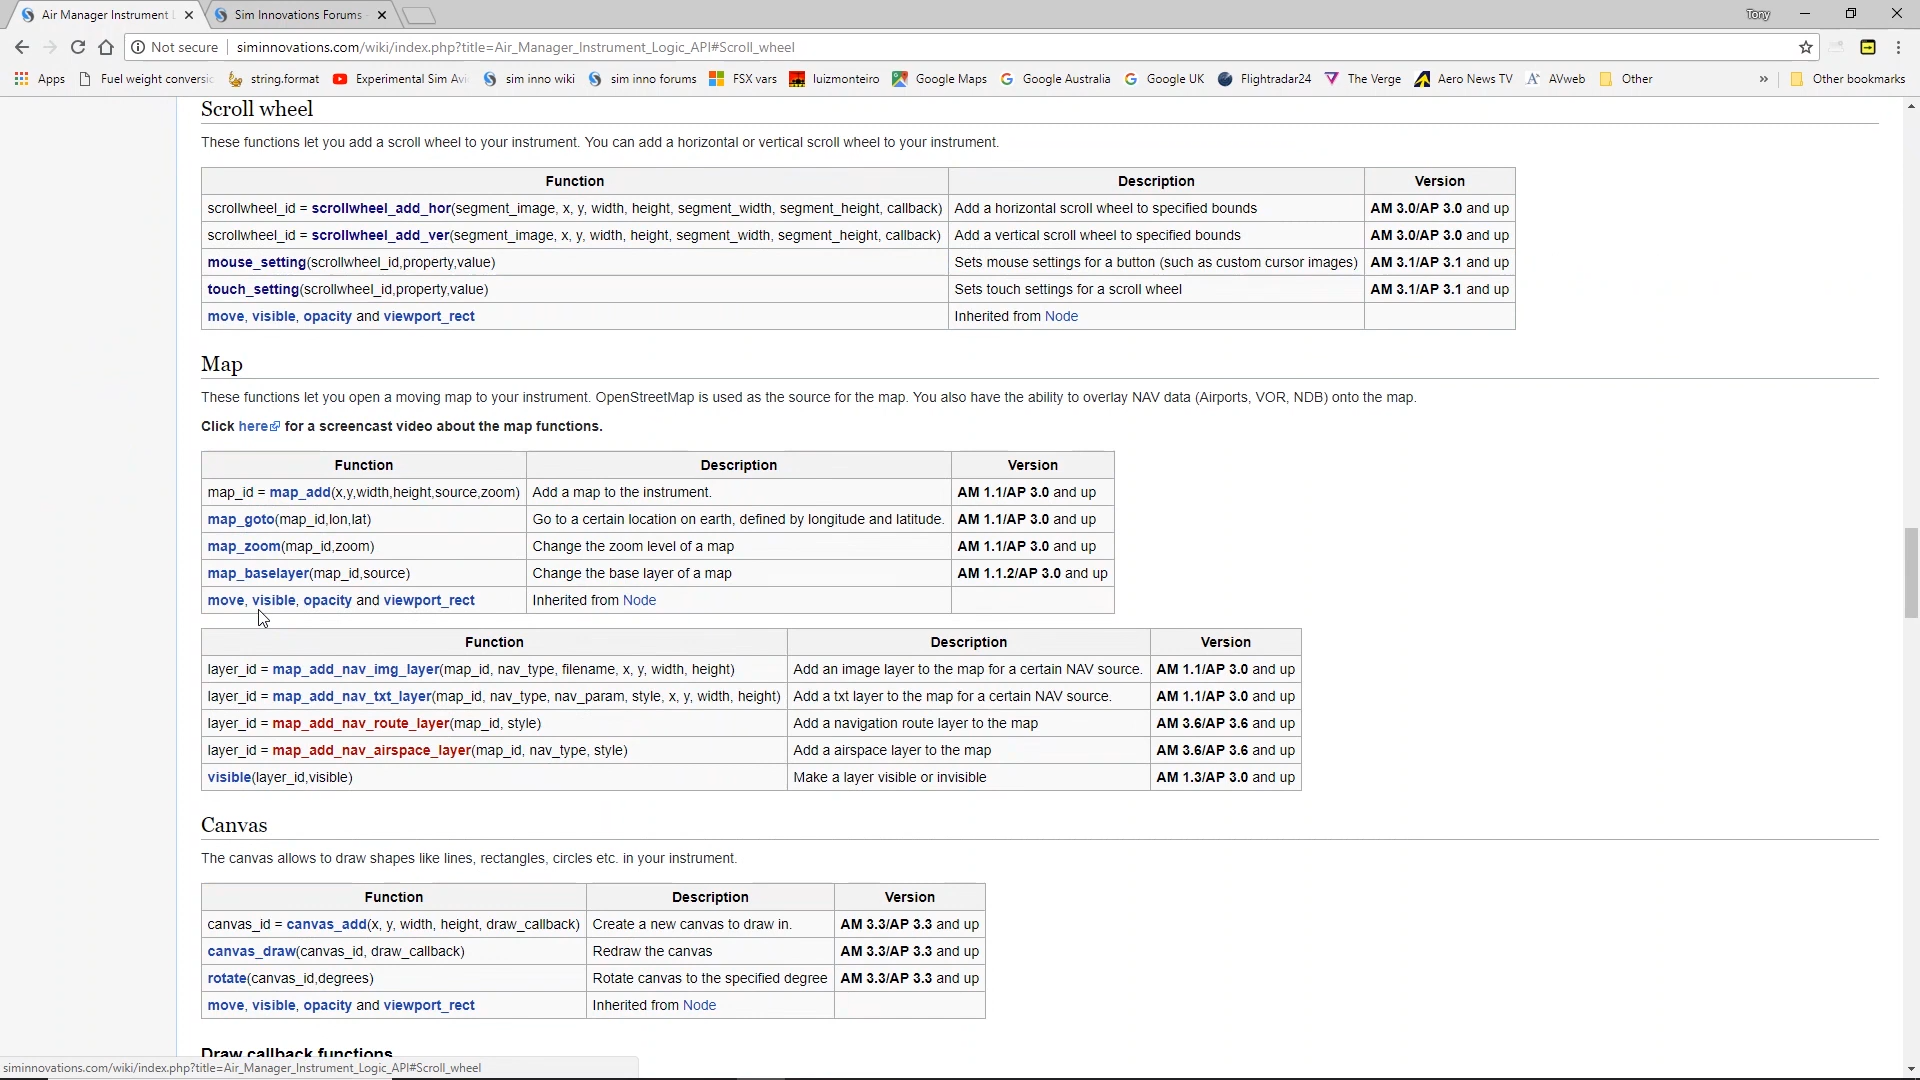 Air Manager Instrument L
Sim Innovations Forums -
Tony
Not secure
siminnovations.com/wiki/index.php?title=Air_Manager_Instrument_Logic_API#Scroll_wheel
Apps
Fuel weight conversic
string.format
Experimental Sim Avi
sim inno wiki
sim inno forums
FSX vars
luizmonteiro
Google Maps
Google Australia
Google UK
Flightradar24
The Verge
Aero News TV
AVweb
Other
»
Other bookmarks
Scroll wheel
These functions let you add a scroll wheel to your instrument. You can add a horizontal or vertical scroll wheel to your instrument.
Function Description Version
scrollwheel_id = scrollwheel_add_hor(segment_image, x, y, width, height, segment_width, segment_height, callback) Add a horizontal scroll wheel to specified bounds AM 3.0/AP 3.0 and up
scrollwheel_id = scrollwheel_add_ver(segment_image, x, y, width, height, segment_width, segment_height, callback) Add a vertical scroll wheel to specified bounds AM 3.0/AP 3.0 and up
mouse_setting(scrollwheel_id,property,value) Sets mouse settings for a button (such as custom cursor images) AM 3.1/AP 3.1 and up
touch_setting(scrollwheel_id,property,value) Sets touch settings for a scroll wheel AM 3.1/AP 3.1 and up
move, visible, opacity and viewport_rect Inherited from Node
Map
These functions let you open a moving map to your instrument. OpenStreetMap is used as the source for the map. You also have the ability to overlay NAV data (Airports, VOR, NDB) onto the map.
Click here for a screencast video about the map functions.
Function Description Version
map_id = map_add(x,y,width,height,source,zoom) Add a map to the instrument. AM 1.1/AP 3.0 and up
map_goto(map_id,lon,lat) Go to a certain location on earth, defined by longitude and latitude. AM 1.1/AP 3.0 and up
map_zoom(map_id,zoom) Change the zoom level of a map AM 1.1/AP 3.0 and up
map_baselayer(map_id,source) Change the base layer of a map AM 1.1.2/AP 3.0 and up
move, visible, opacity and viewport_rect Inherited from Node
Function Description Version
layer_id = map_add_nav_img_layer(map_id, nav_type, filename, x, y, width, height) Add an image layer to the map for a certain NAV source. AM 1.1/AP 3.0 and up
layer_id = map_add_nav_txt_layer(map_id, nav_type, nav_param, style, x, y, width, height) Add a txt layer to the map for a certain NAV source. AM 1.1/AP 3.0 and up
layer_id = map_add_nav_route_layer(map_id, style) Add a navigation route layer to the map AM 3.6/AP 3.6 and up
layer_id = map_add_nav_airspace_layer(map_id, nav_type, style) Add a airspace layer to the map AM 3.6/AP 3.6 and up
visible(layer_id,visible) Make a layer visible or invisible AM 1.3/AP 3.0 and up
Canvas
The canvas allows to draw shapes like lines, rectangles, circles etc. in your instrument.
Function Description Version
canvas_id = canvas_add(x, y, width, height, draw_callback) Create a new canvas to draw in. AM 3.3/AP 3.3 and up
canvas_draw(canvas_id, draw_callback) Redraw the canvas AM 3.3/AP 3.3 and up
rotate(canvas_id,degrees) Rotate canvas to the specified degree AM 3.3/AP 3.3 and up
move, visible, opacity and viewport_rect Inherited from Node
Draw callback functions
siminnovations.com/wiki/index.php?title=Air_Manager_Instrument_Logic_API#Scroll_wheel